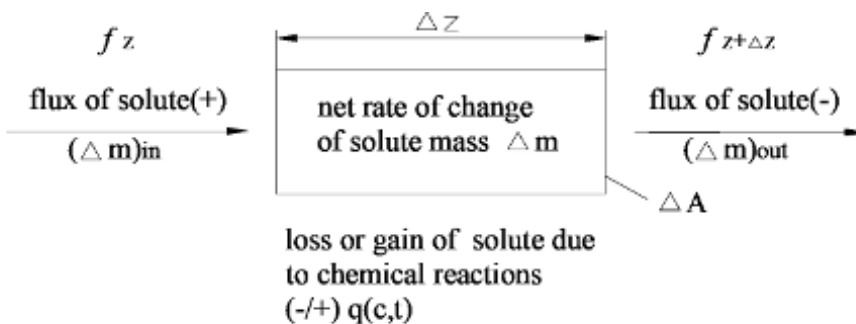 f z
△z
f z+△z
flux of solute(+)
net rate of change
of solute mass △m
flux of solute(-)
(△m)in
(△m)out
△A
loss or gain of solute due
to chemical reactions
(-/+) q(c,t)